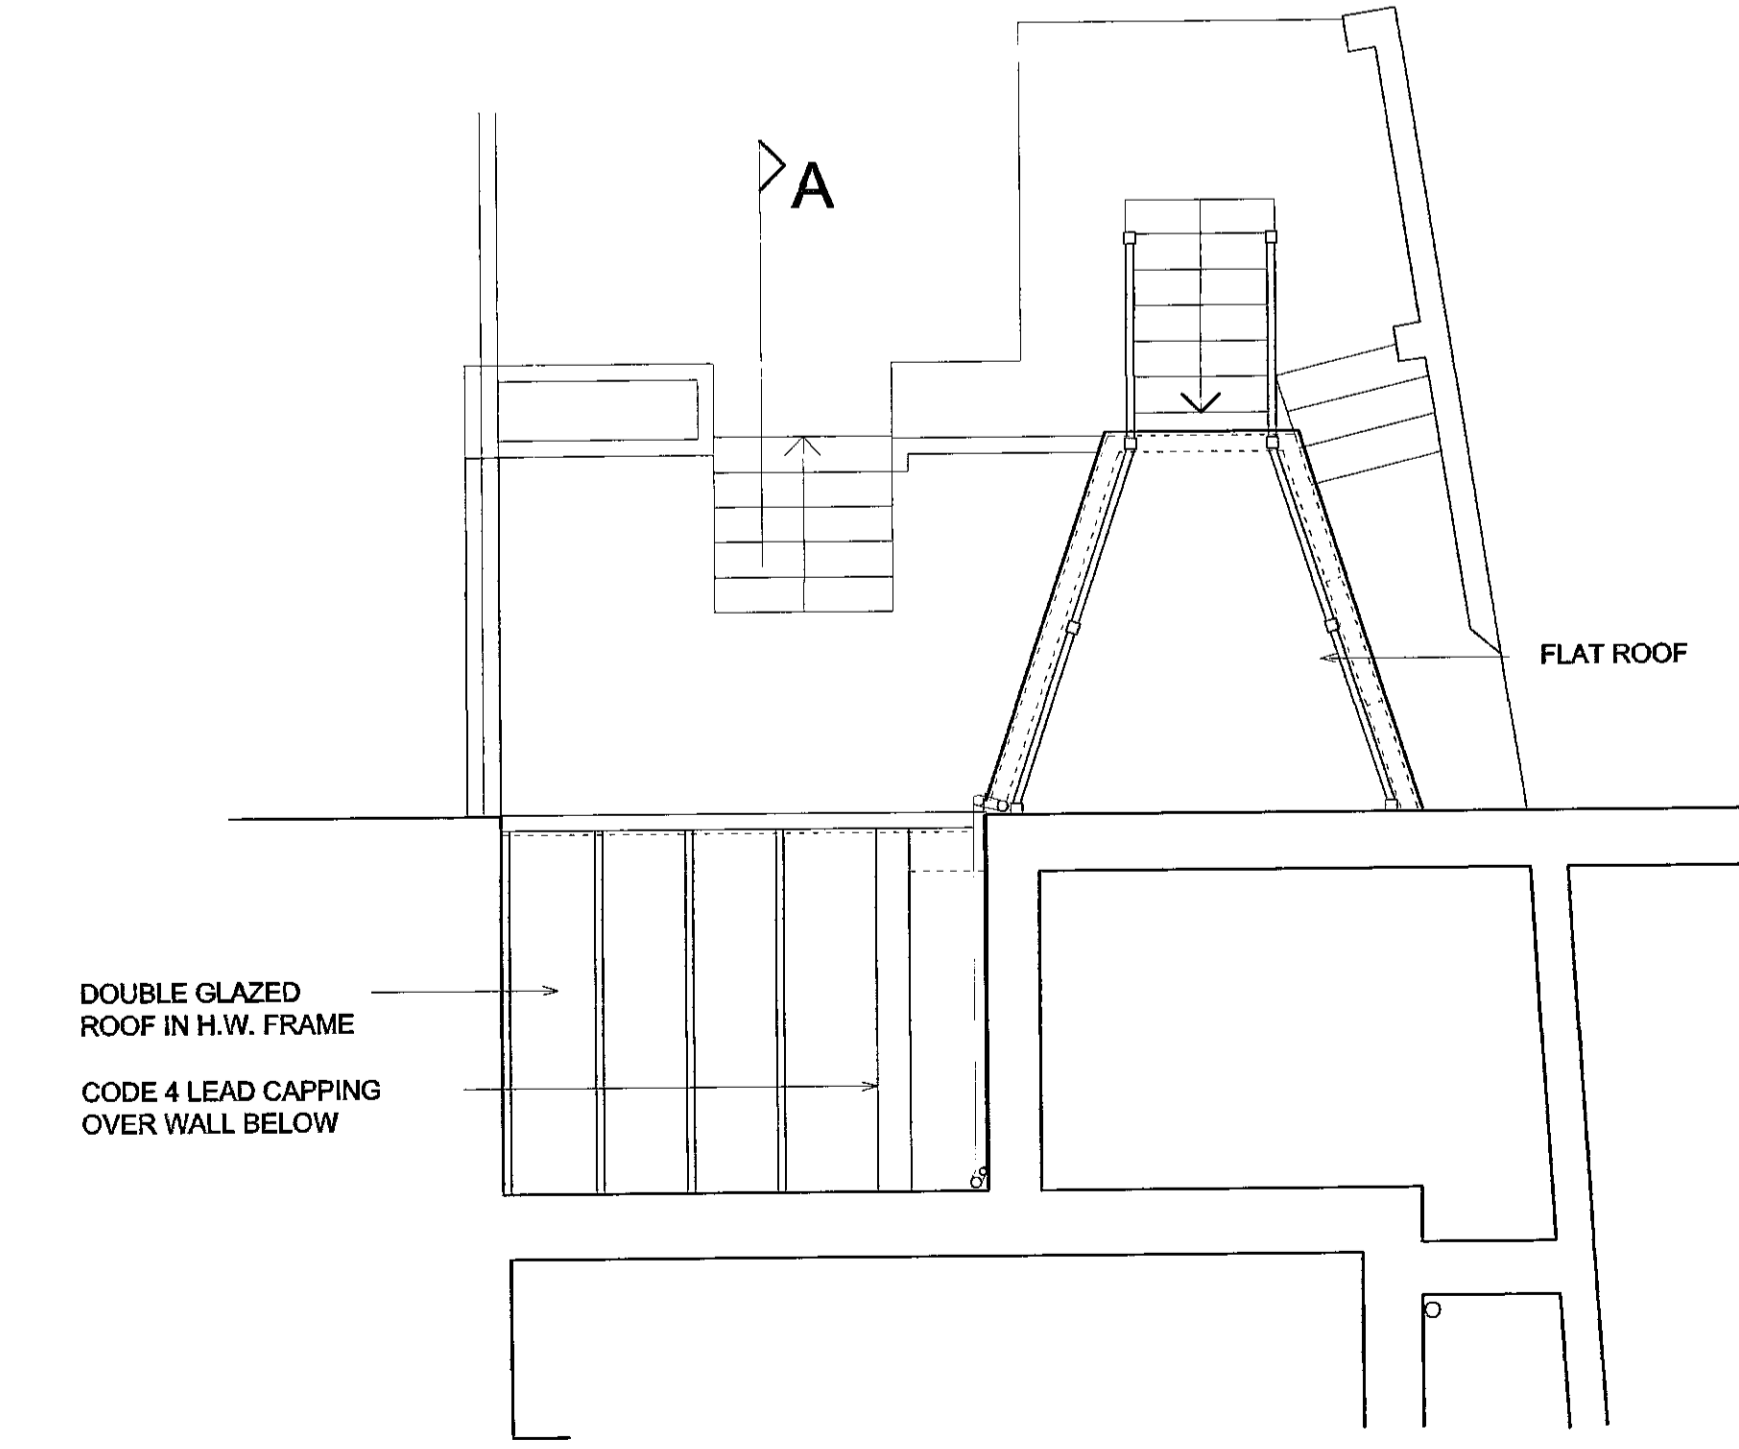 A
FLAT ROOF
DOUBLE GLAZED
ROOF IN H.W. FRAME
CODE 4 LEAD CAPPING
OVER WALL BELOW